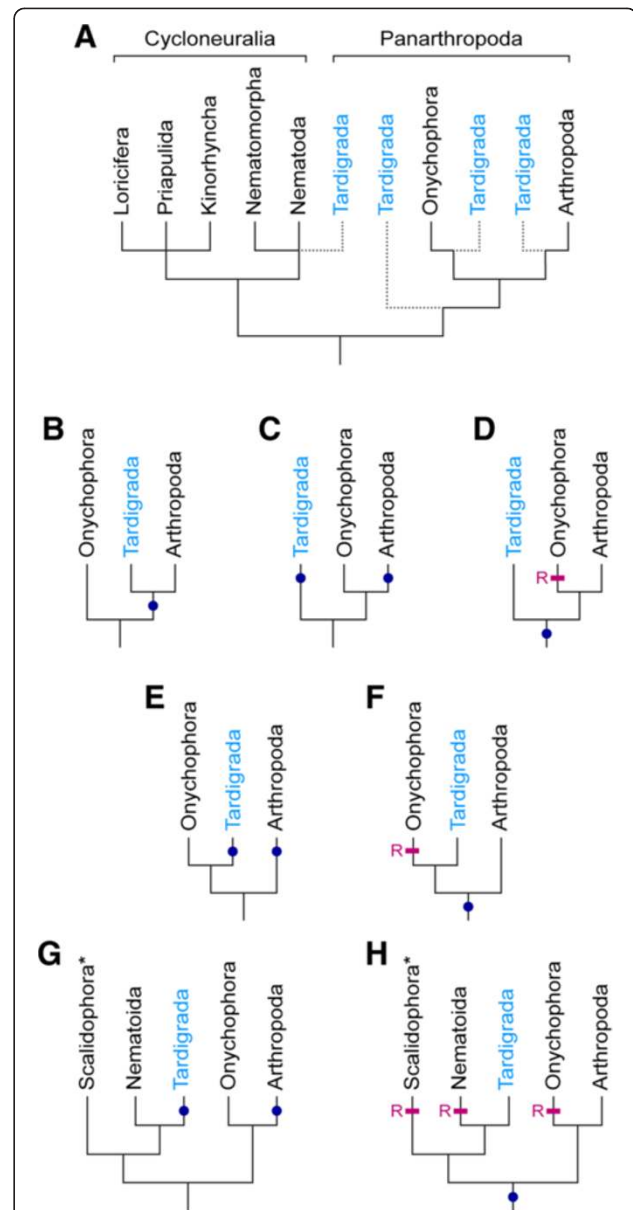 A
Cycloneuralia Panarthropoda
Loricifera
Priapulida
Kinorhyncha
Nematomorpha
Nematoda
Tardigrada
Tardigrada
Onychophora
Tardigrada
Tardigrada
Arthropoda
B
Onychophora
Tardigrada
Arthropoda
C
Tardigrada
Onychophora
Arthropoda
D
Tardigrada
Onychophora
Arthropoda
R
E
Onychophora
Tardigrada
Arthropoda
F
Onychophora
Tardigrada
Arthropoda
R
G
Scalidophora*
Nematoida
Tardigrada
Onychophora
Arthropoda
H
Scalidophora*
Nematoida
Tardigrada
Onychophora
Arthropoda
R R R